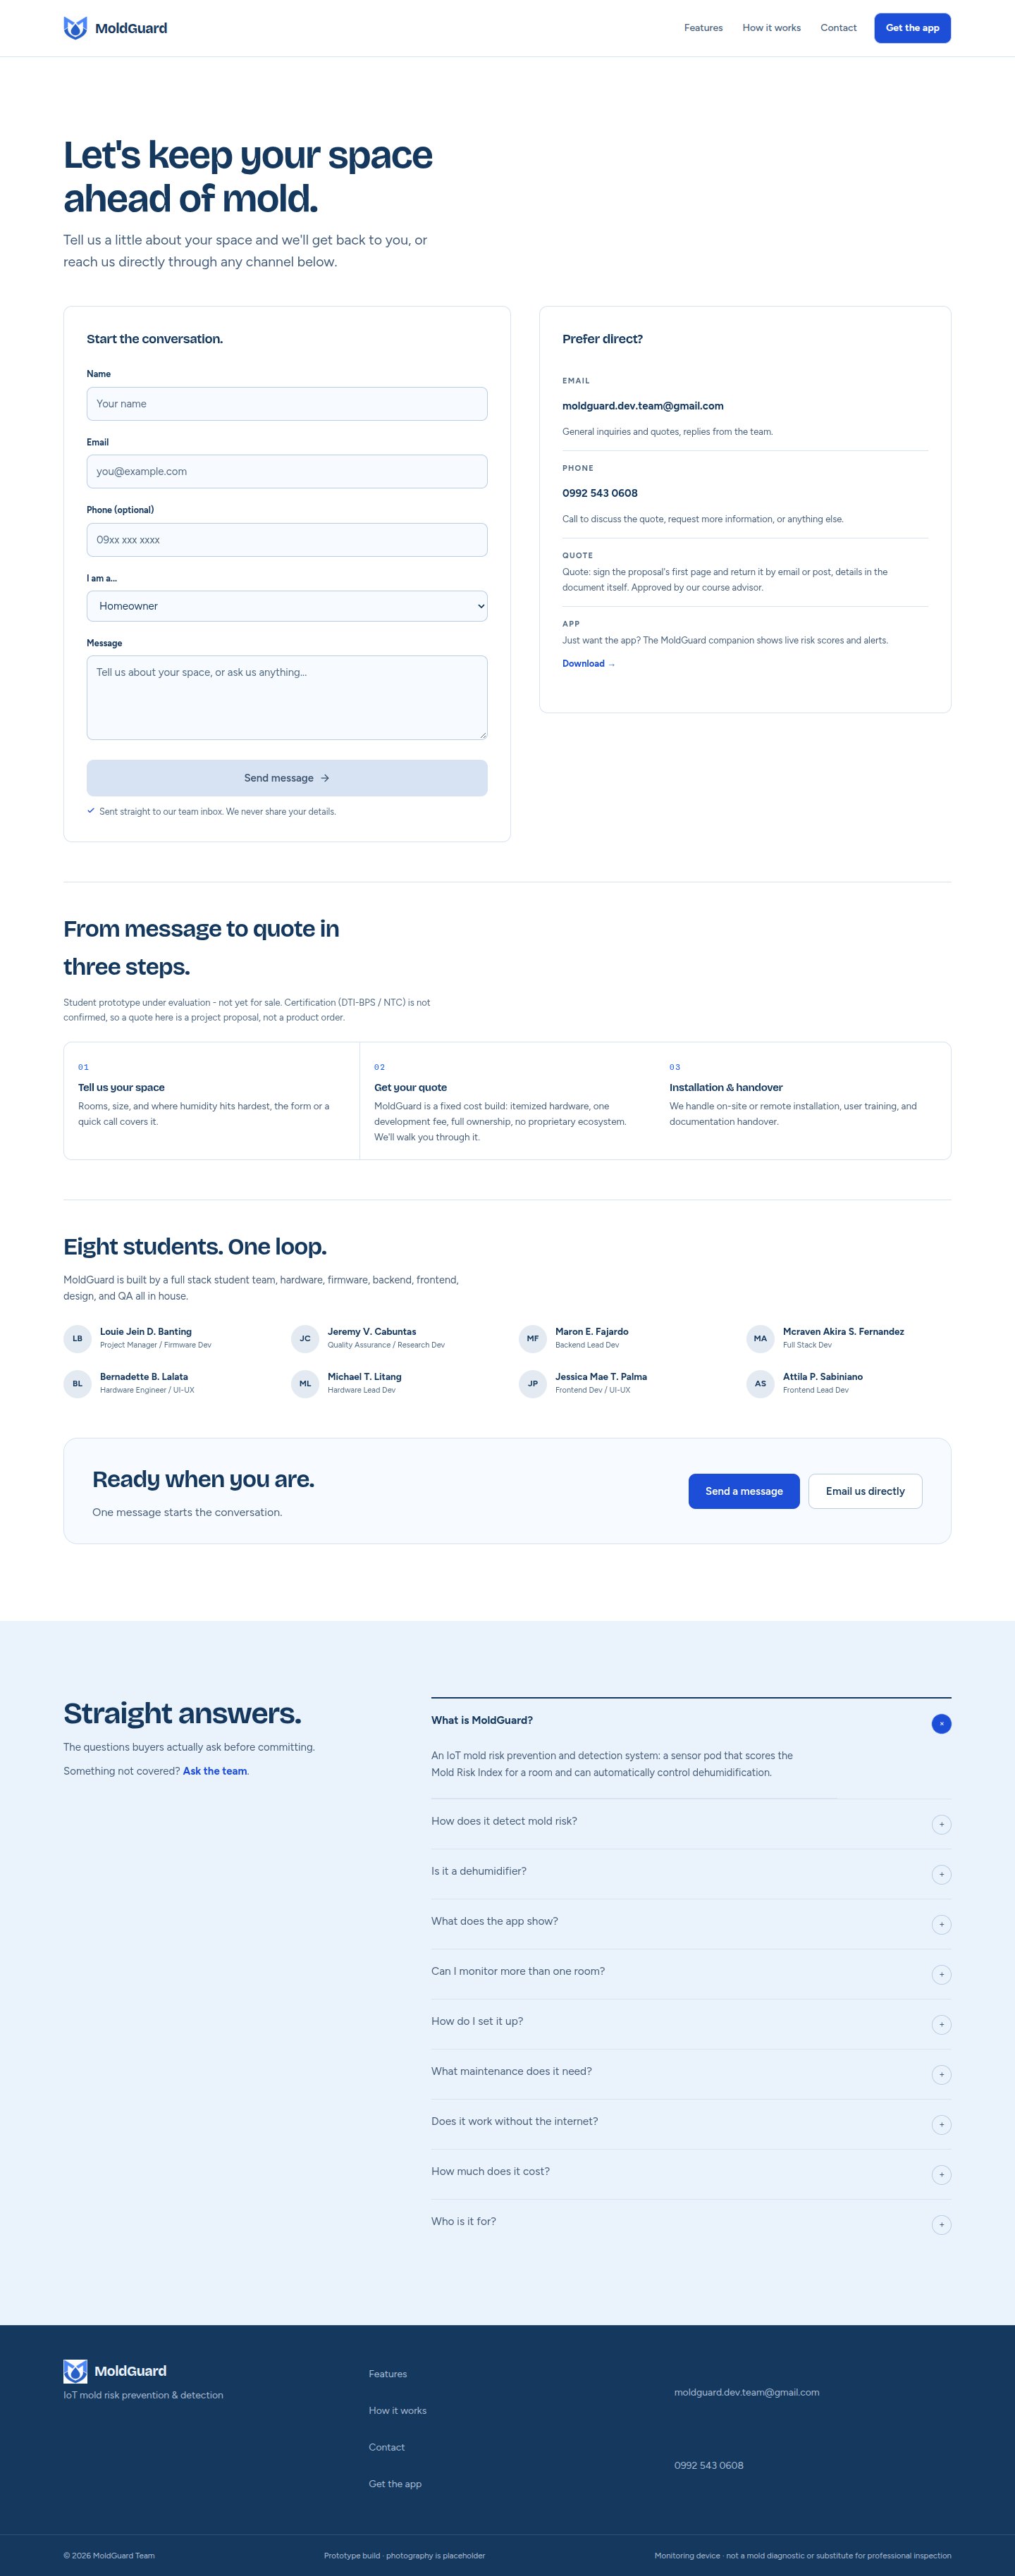 MoldGuard
Features
How it works
Contact
Get the app
Let's keep your space
ahead of mold.
Tell us a little about your space and we'll get back to you, or
reach us directly through any channel below.
Start the conversation.
Name
Your name
Email
you@example.com
Phone (optional)
09xx xxx xxxx
I am a...
Homeowner
Message
Tell us about your space, or ask us anything...
Send message →
Sent straight to our team inbox. We never share your details.
Prefer direct?
EMAIL
moldguard.dev.team@gmail.com
General inquiries and quotes, replies from the team.
PHONE
0992 543 0608
Call to discuss the quote, request more information, or anything else.
QUOTE
Quote: sign the proposal's first page and return it by email or post, details in the
document itself. Approved by our course advisor.
APP
Just want the app? The MoldGuard companion shows live risk scores and alerts.
Download →
From message to quote in
three steps.
Student prototype under evaluation - not yet for sale. Certification (DTI-BPS / NTC) is not
confirmed, so a quote here is a project proposal, not a product order.
01
Tell us your space
Rooms, size, and where humidity hits hardest, the form or a
quick call covers it.
02
Get your quote
MoldGuard is a fixed cost build: itemized hardware, one
development fee, full ownership, no proprietary ecosystem.
We'll walk you through it.
03
Installation & handover
We handle on-site or remote installation, user training, and
documentation handover.
Eight students. One loop.
MoldGuard is built by a full stack student team, hardware, firmware, backend, frontend,
design, and QA all in house.
LB
Louie Jein D. Banting
Project Manager / Firmware Dev
JC
Jeremy V. Cabuntas
Quality Assurance / Research Dev
MF
Maron E. Fajardo
Backend Lead Dev
MA
Mcraven Akira S. Fernandez
Full Stack Dev
BL
Bernadette B. Lalata
Hardware Engineer / UI-UX
ML
Michael T. Litang
Hardware Lead Dev
JP
Jessica Mae T. Palma
Frontend Dev / UI-UX
AS
Attila P. Sabiniano
Frontend Lead Dev
Ready when you are.
One message starts the conversation.
Send a message
Email us directly
Straight answers.
The questions buyers actually ask before committing.
Something not covered? Ask the team.
What is MoldGuard?
An IoT mold risk prevention and detection system: a sensor pod that scores the
Mold Risk Index for a room and can automatically control dehumidification.
How does it detect mold risk?
+
Is it a dehumidifier?
+
What does the app show?
+
Can I monitor more than one room?
+
How do I set it up?
+
What maintenance does it need?
+
Does it work without the internet?
+
How much does it cost?
+
Who is it for?
+
MoldGuard
IoT mold risk prevention & detection
Features
How it works
Contact
Get the app
moldguard.dev.team@gmail.com
0992 543 0608
© 2026 MoldGuard Team
Prototype build · photography is placeholder
Monitoring device · not a mold diagnostic or substitute for professional inspection